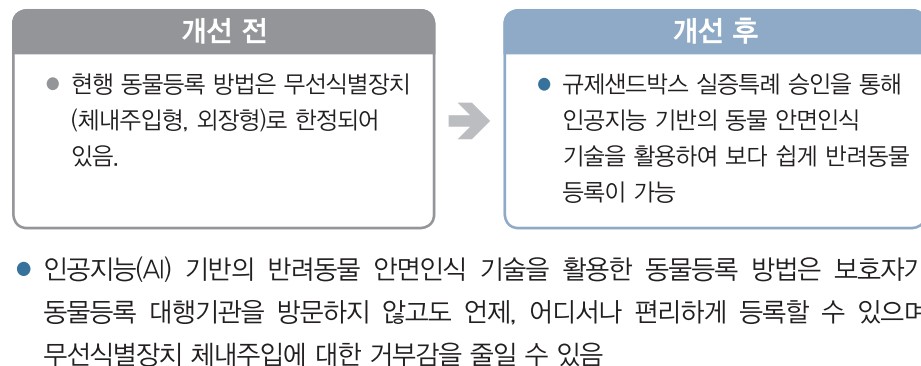 개선 전
● 현행 동물등록 방법은 무선식별장치
(체내주입형, 외장형)로 한정되어
있음.
개선 후
● 규제샌드박스 실증특례 승인을 통해
인공지능 기반의 동물 안면인식
기술을 활용하여 보다 쉽게 반려동물
등록이 가능
● 인공지능(AI) 기반의 반려동물 안면인식 기술을 활용한 동물등록 방법은 보호자가
동물등록 대행기관을 방문하지 않고도 언제, 어디서나 편리하게 등록할 수 있으며
무선식별장치 체내주입에 대한 거부감을 줄일 수 있음